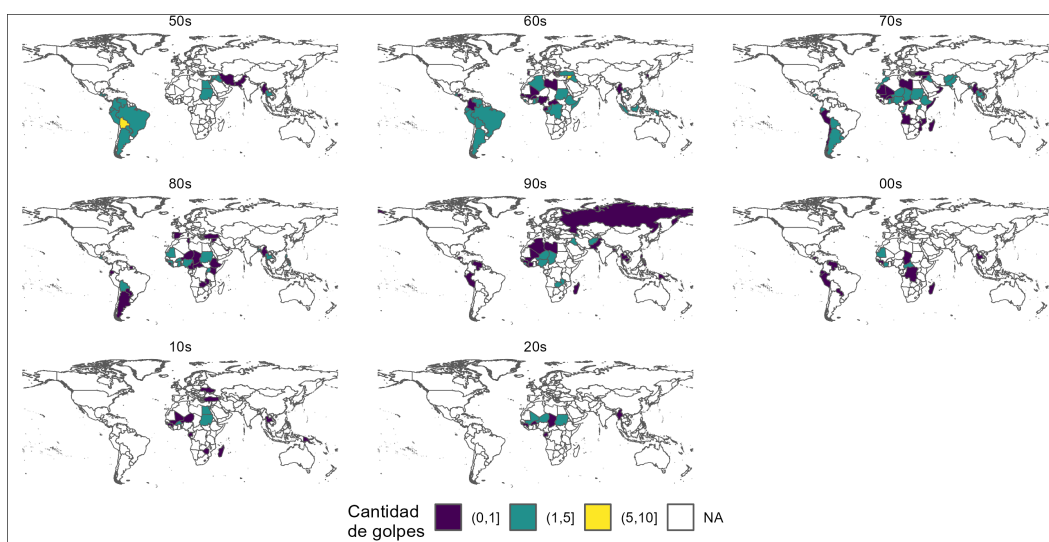 50s
60s
70s
80s
90s
00s
10s
20s
Cantidad
de golpes
(0,1]
(1,5]
(5,10]
NA